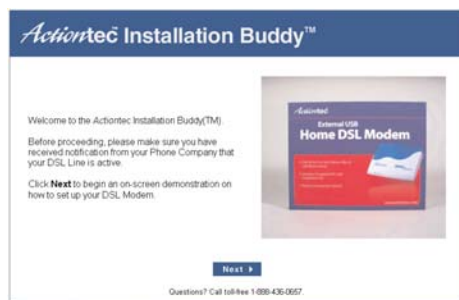 Actiontec Installation Buddy™
Welcome to the Actiontec Installation Buddy(TM).
Before proceeding, please make sure you have
received notification from your Phone Company that
your DSL Line is active.
Click Next to begin an on-screen demonstration on
how to set up your DSL Modem.
Actiontec
External USB
Home DSL Modem
Next
Questions? Call toll-free 1-888-436-0657.